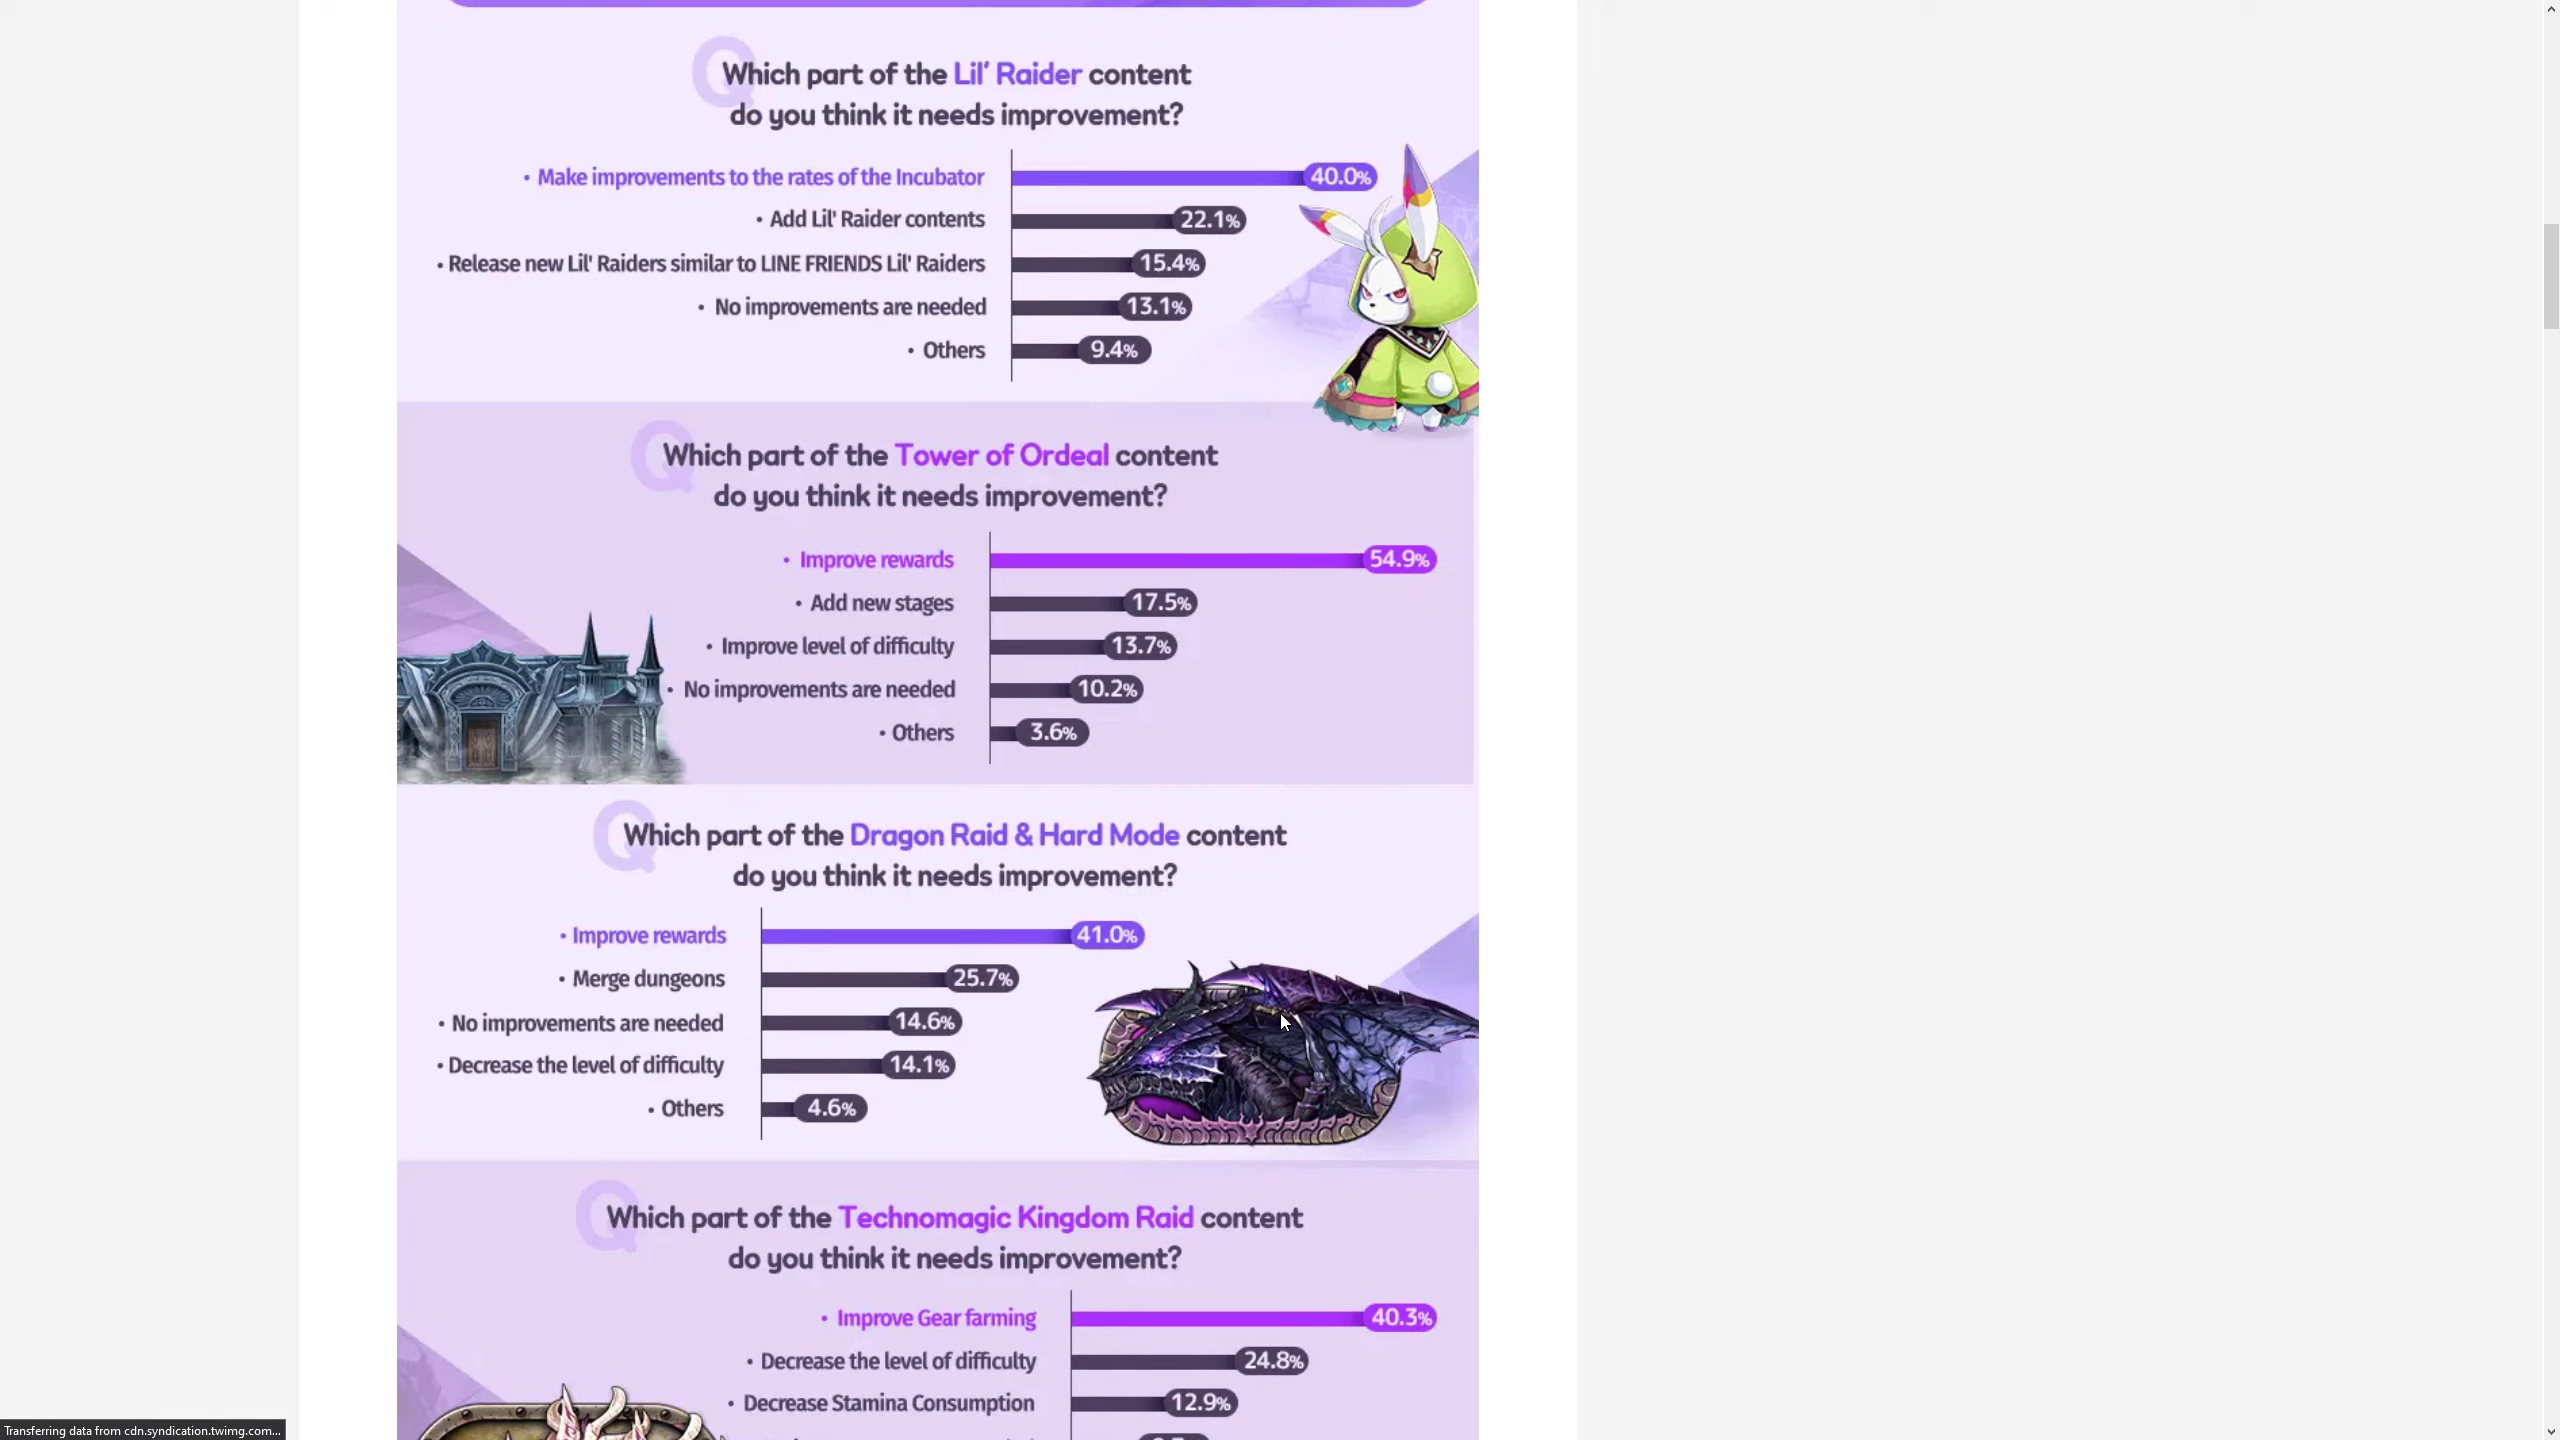 Which part of the Lil' Raider content
do you think it needs improvement?
• Make improvements to the rates of the Incubator 40.0%
• Add Lil' Raider contents 22.1%
• Release new Lil' Raiders similar to LINE FRIENDS Lil' Raiders 15.4%
• No improvements are needed 13.1%
• Others 9.4%
Which part of the Tower of Ordeal content
do you think it needs improvement?
• Improve rewards 54.9%
• Add new stages 17.5%
• Improve level of difficulty 13.7%
• No improvements are needed 10.2%
• Others 3.6%
Which part of the Dragon Raid & Hard Mode content
do you think it needs improvement?
• Improve rewards 41.0%
• Merge dungeons 25.7%
• No improvements are needed 14.6%
• Decrease the level of difficulty 14.1%
• Others 4.6%
Which part of the Technomagic Kingdom Raid content
do you think it needs improvement?
• Improve Gear farming 40.3%
• Decrease the level of difficulty 24.8%
• Decrease Stamina Consumption 12.9%
Transferring data from cdn.syndication.twimg.com...